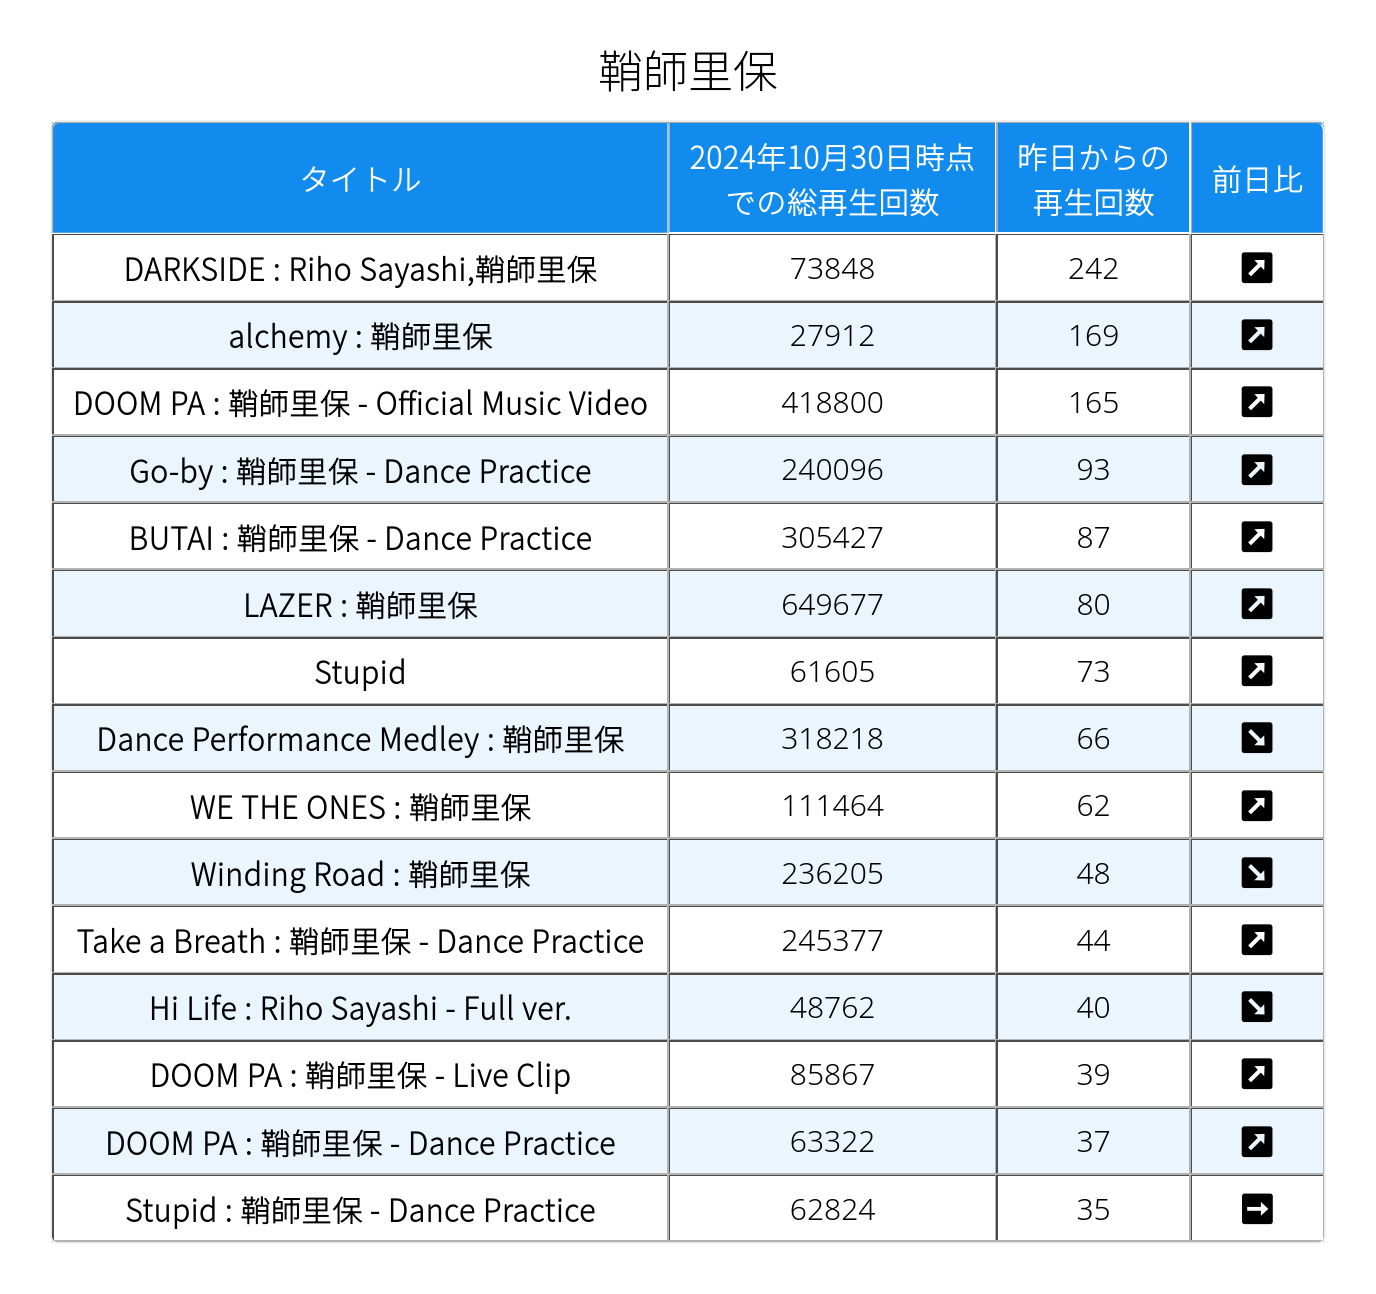 鞘師里保
タイトル
2024年10月30日時点
での総再生回数
昨日からの
再生回数
前日比
DARKSIDE : Riho Sayashi,鞘師里保 73848 242 ↗
alchemy : 鞘師里保 27912 169 ↗
DOOM PA : 鞘師里保 - Official Music Video 418800 165 ↗
Go-by : 鞘師里保 - Dance Practice 240096 93 ↗
BUTAI : 鞘師里保 - Dance Practice 305427 87 ↗
LAZER : 鞘師里保 649677 80 ↗
Stupid 61605 73 ↗
Dance Performance Medley : 鞘師里保 318218 66 ↘
WE THE ONES : 鞘師里保 111464 62 ↗
Winding Road : 鞘師里保 236205 48 ↘
Take a Breath : 鞘師里保 - Dance Practice 245377 44 ↗
Hi Life : Riho Sayashi - Full ver. 48762 40 ↘
DOOM PA : 鞘師里保 - Live Clip 85867 39 ↗
DOOM PA : 鞘師里保 - Dance Practice 63322 37 ↗
Stupid : 鞘師里保 - Dance Practice 62824 35 →